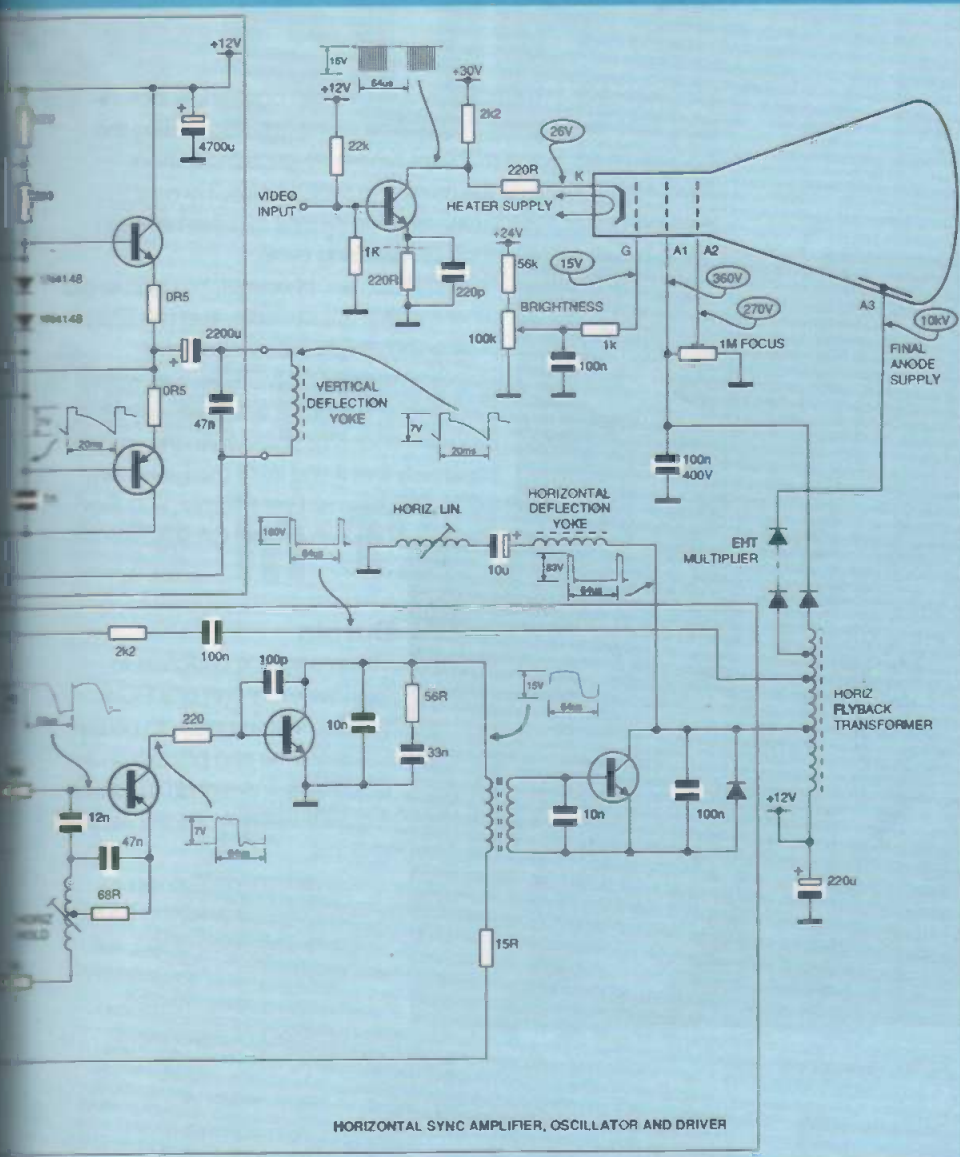 +12V
4700u
1N4148
1N4148
0R5
2200u
0R5
47n
20ms
VERTICAL
DEFLECTION
YOKE
7V
20ms
15V
64us
+12V
+30V
22k
2k2
26V
220R
K
VIDEO
INPUT
HEATER SUPPLY
1K
220R
220p
+24V
56k
BRIGHTNESS
100k
100n
1k
G
A1
A2
15V
360V
270V
1M FOCUS
A3
10kV
FINAL
ANODE
SUPPLY
100n
400V
HORIZ. LIN.
10u
HORIZONTAL
DEFLECTION
YOKE
64us
64us
EHT
MULTIPLIER
2k2
100n
HORIZ
FLYBACK
TRANSFORMER
220
100p
10n
56R
33n
15V
64us
12n
47n
68R
7V
64us
10n
100n
+12V
220u
15R
HORIZONTAL SYNC AMPLIFIER, OSCILLATOR AND DRIVER